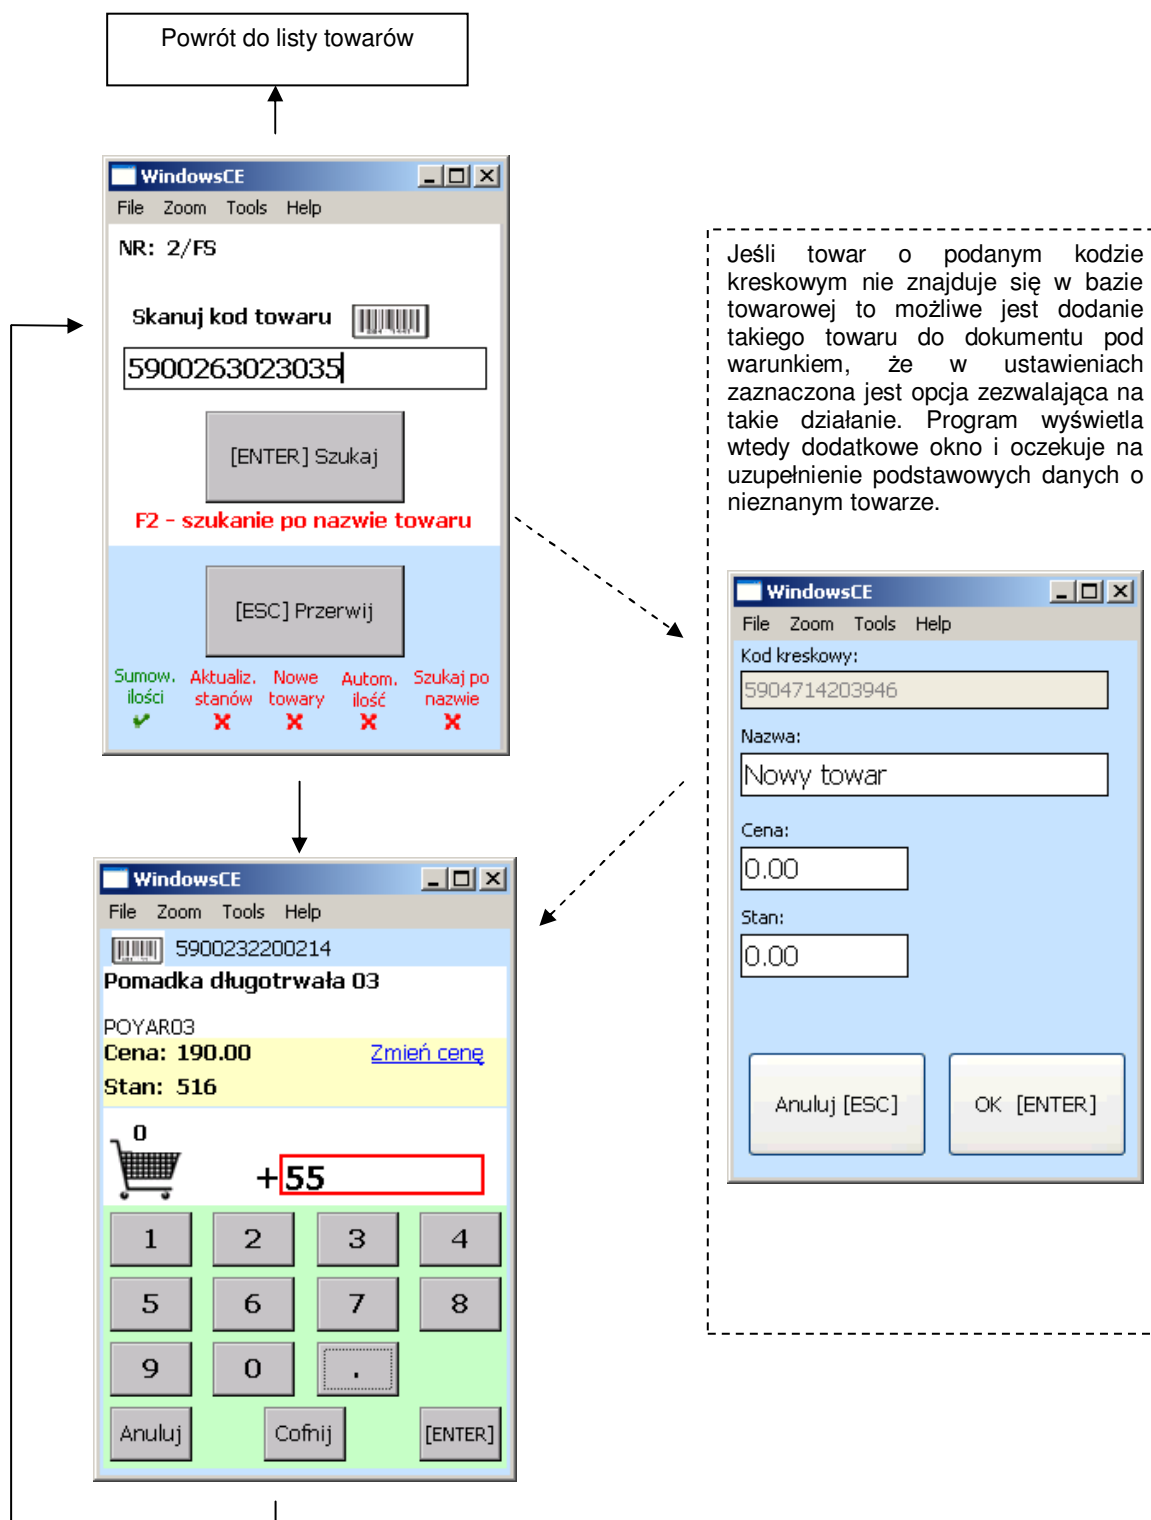 Powrót do listy towarów
WindowsCE
File Zoom Tools Help
NR: 2/FS
Skanuj kod towaru
5900263023035
[ENTER] Szukaj
F2 - szukanie po nazwie towaru
[ESC] Przerwij
Sumow. Aktualiz. Nowe Autom. Szukaj po
ilości stanów towary ilość nazwie
WindowsCE
File Zoom Tools Help
5900232200214
Pomadka długotrwała 03
POYAR03
Cena: 190.00 Zmień cenę
Stan: 516
0
+55
1 2 3 4
5 6 7 8
9 0 .
Anuluj Cofnij [ENTER]
Jeśli towar o podanym kodzie
kreskowym nie znajduje się w bazie
towarowej to możliwe jest dodanie
takiego towaru do dokumentu pod
warunkiem, że w ustawieniach
zaznaczona jest opcja zezwalająca na
takie działanie. Program wyświetla
wtedy dodatkowe okno i oczekuje na
uzupełnienie podstawowych danych o
nieznanym towarze.
WindowsCE
File Zoom Tools Help
Kod kreskowy:
5904714203946
Nazwa:
Nowy towar
Cena:
0.00
Stan:
0.00
Anuluj [ESC] OK [ENTER]